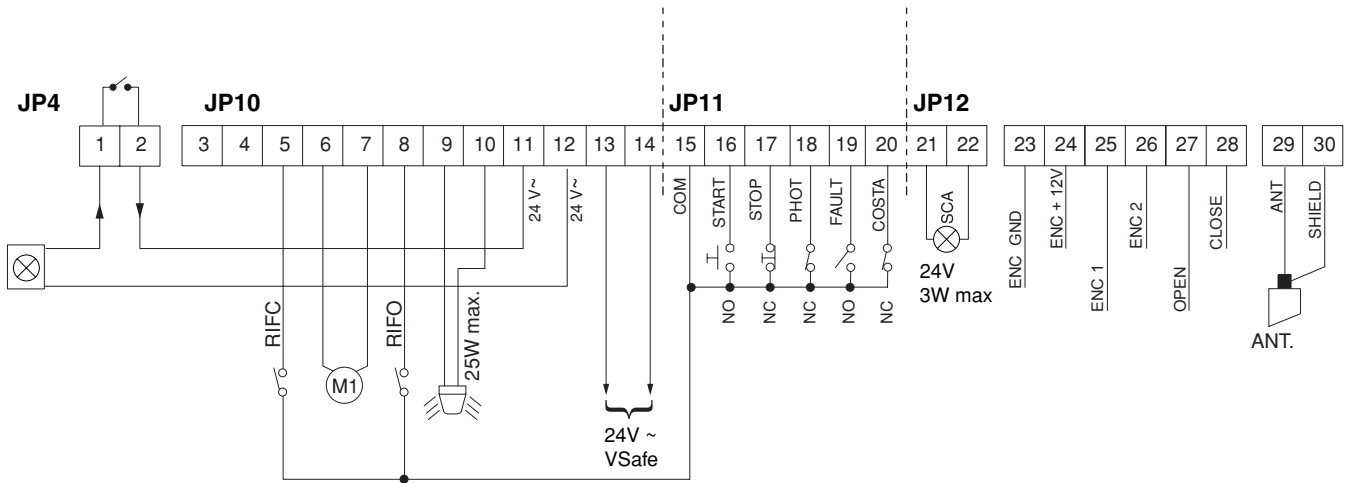 JP4
JP10
JP11
JP12
1 2 3 4 5 6 7 8 9 10 11 12 13 14 15 16 17 18 19 20 21 22 23 24 25 26 27 28 29 30
RIFC
M1
RIFO
25W max.
24 V~
24 V~
24V ~
VSafe
COM
START
STOP
PHOT
FAULT
COSTA
NO
NC
NC
NO
NC
SCA
24V
3W max
ENC GND
ENC + 12V
ENC 1
ENC 2
OPEN
CLOSE
ANT
SHIELD
ANT.